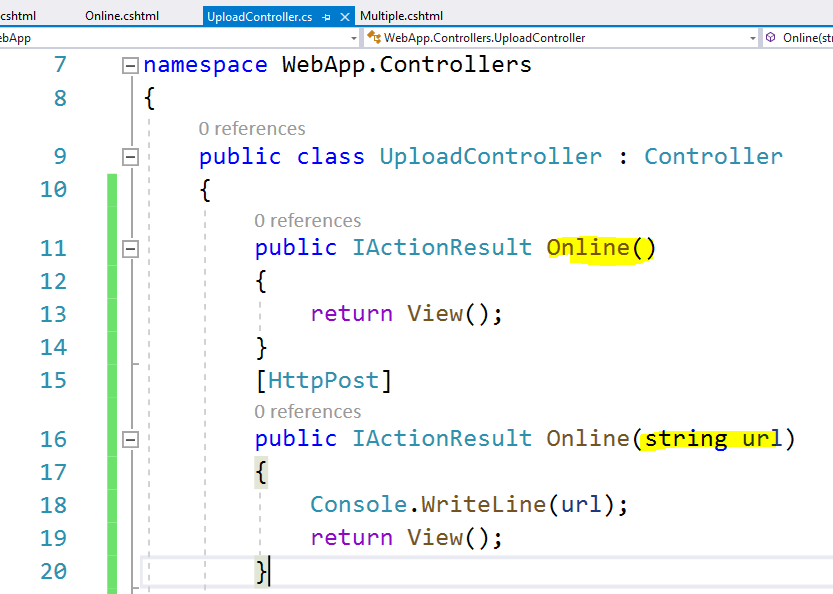 cshtml Online.cshtml UploadController.cs Multiple.cshtml
ebApp WebApp.Controllers.UploadController Online(str
7 namespace WebApp.Controllers
8 {
0 references
9 public class UploadController : Controller
10 {
0 references
11 public IActionResult Online()
12 {
13 return View();
14 }
15 [HttpPost]
0 references
16 public IActionResult Online(string url)
17 {
18 Console.WriteLine(url);
19 return View();
20 }